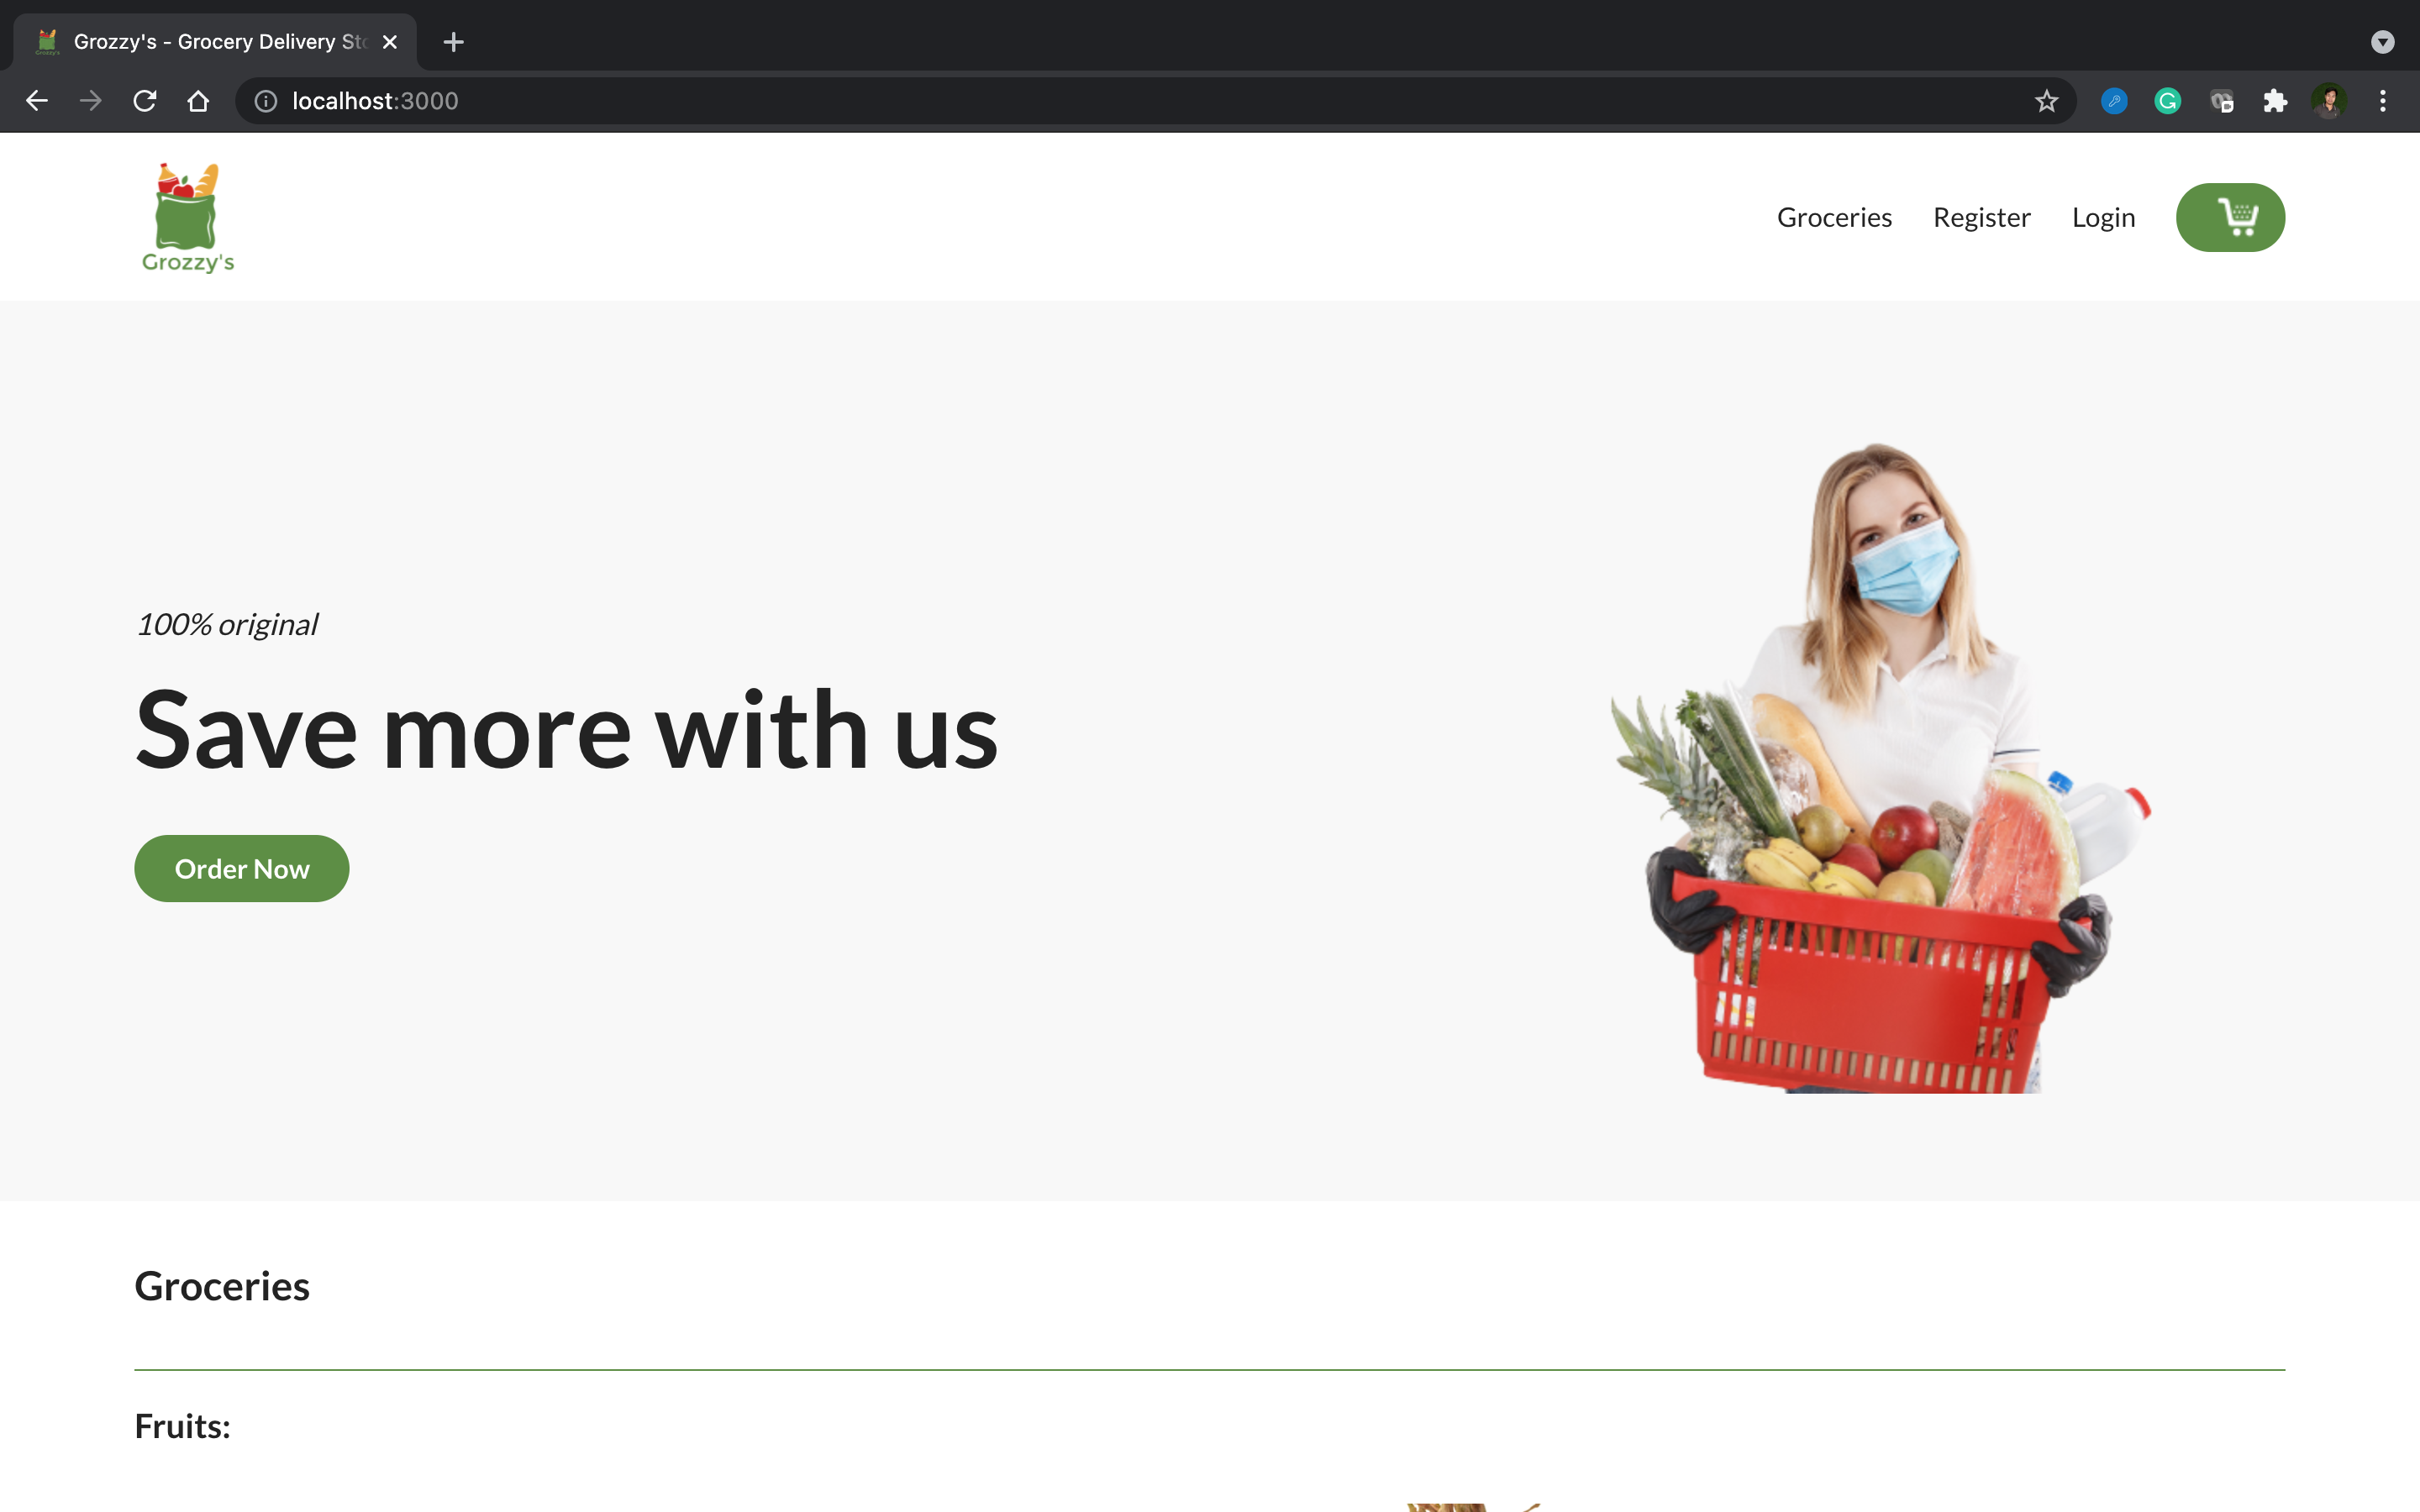 Grozzy's - Grocery Delivery Sto
localhost:3000
Grozzy's
Groceries
Register
Login
100% original
Save more with us
Order Now
Groceries
Fruits: